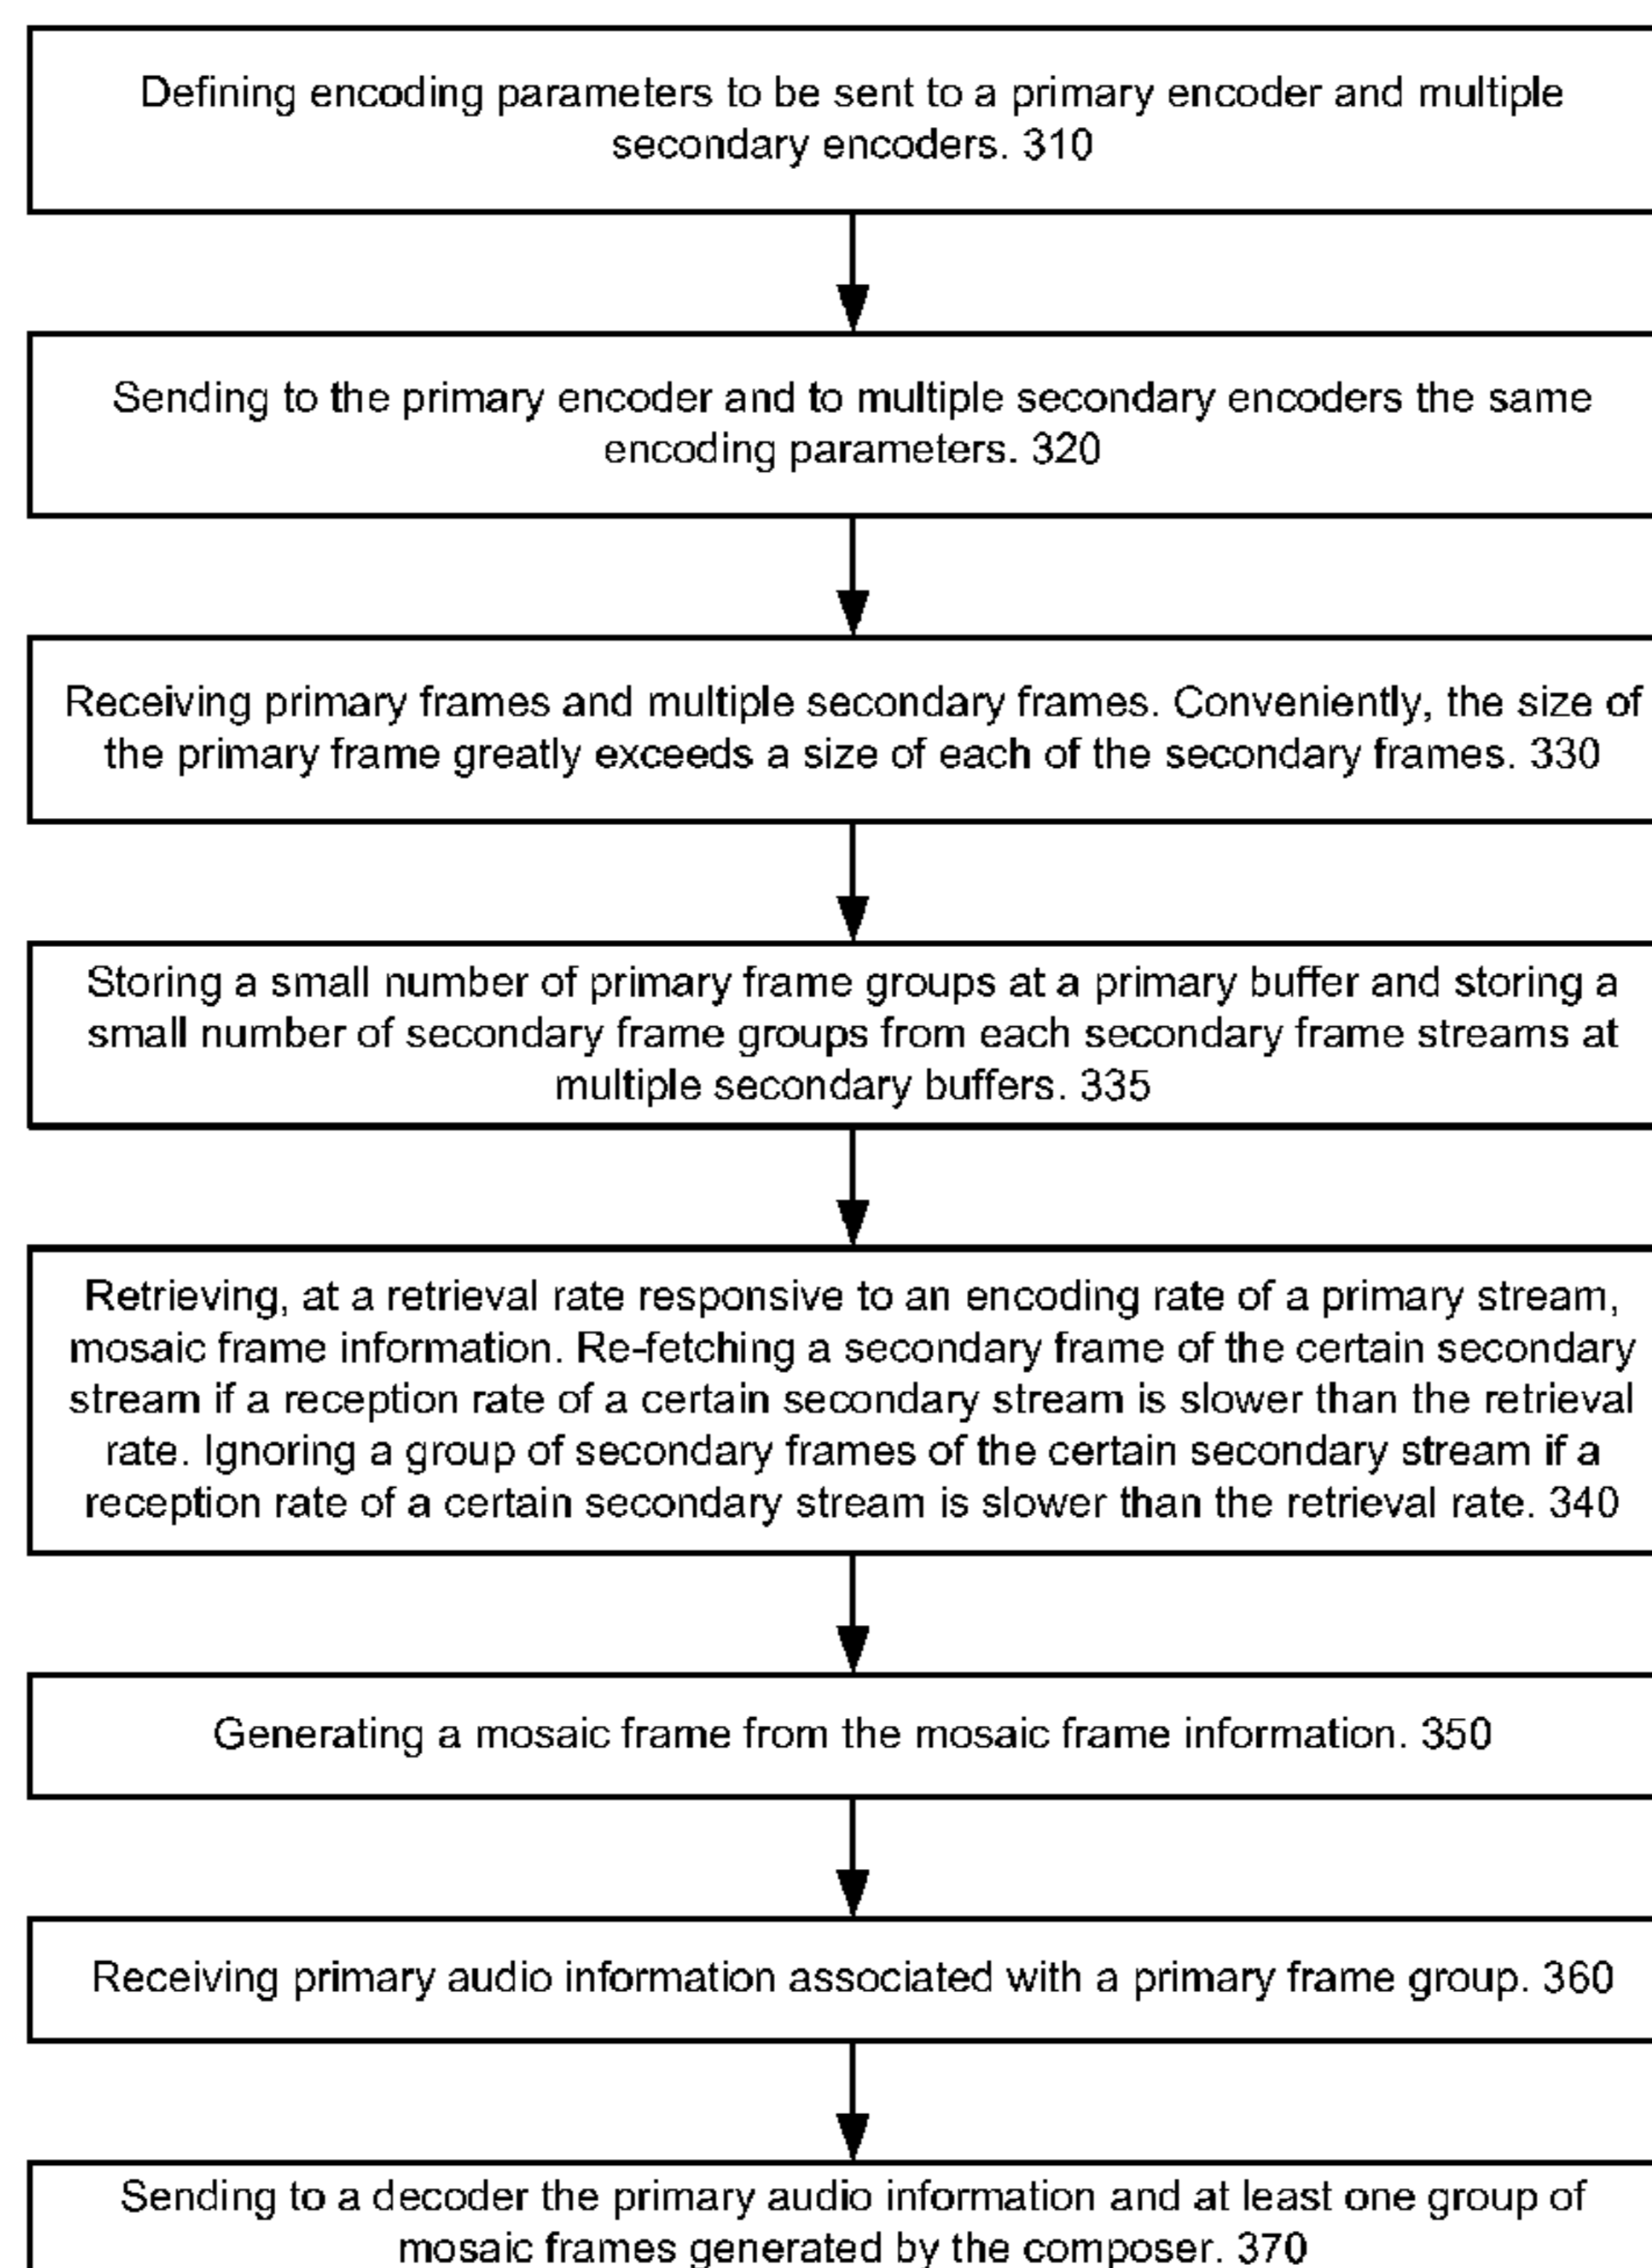 Defining encoding parameters to be sent to a primary encoder and multiple
secondary encoders. 310
Sending to the primary encoder and to multiple secondary encoders the same
encoding parameters. 320
Receiving primary frames and multiple secondary frames. Conveniently, the size of
the primary frame greatly exceeds a size of each of the secondary frames. 330
Storing a small number of primary frame groups at a primary buffer and storing a
small number of secondary frame groups from each secondary frame streams at
multiple secondary buffers. 335
Retrieving, at a retrieval rate responsive to an encoding rate of a primary stream,
mosaic frame information. Re-fetching a secondary frame of the certain secondary
stream if a reception rate of a certain secondary stream is slower than the retrieval
rate. Ignoring a group of secondary frames of the certain secondary stream if a
reception rate of a certain secondary stream is slower than the retrieval rate. 340
Generating a mosaic frame from the mosaic frame information. 350
Receiving primary audio information associated with a primary frame group. 360
Sending to a decoder the primary audio information and at least one group of
mosaic frames generated by the composer. 370